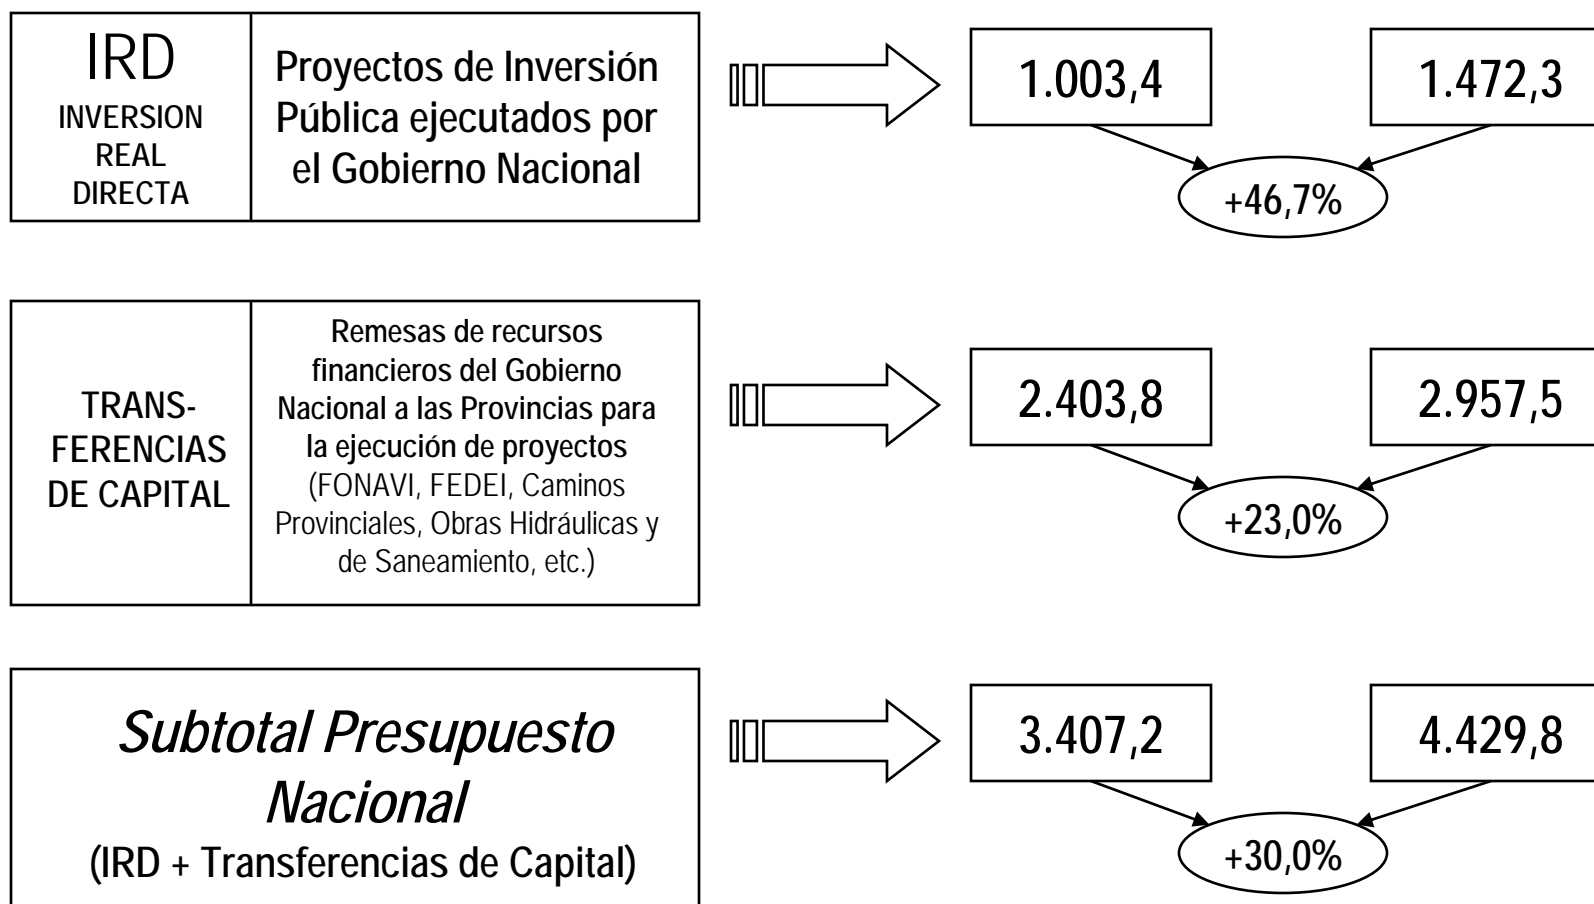 IRD
INVERSION
REAL
DIRECTA
Proyectos de Inversión
Pública ejecutados por
el Gobierno Nacional
1.003,4
1.472,3
+46,7%
TRANS-
FERENCIAS
DE CAPITAL
Remesas de recursos
financieros del Gobierno
Nacional a las Provincias para
la ejecución de proyectos
(FONAVI, FEDEI, Caminos
Provinciales, Obras Hidráulicas y
de Saneamiento, etc.)
2.403,8
2.957,5
+23,0%
Subtotal Presupuesto
Nacional
(IRD + Transferencias de Capital)
3.407,2
4.429,8
+30,0%